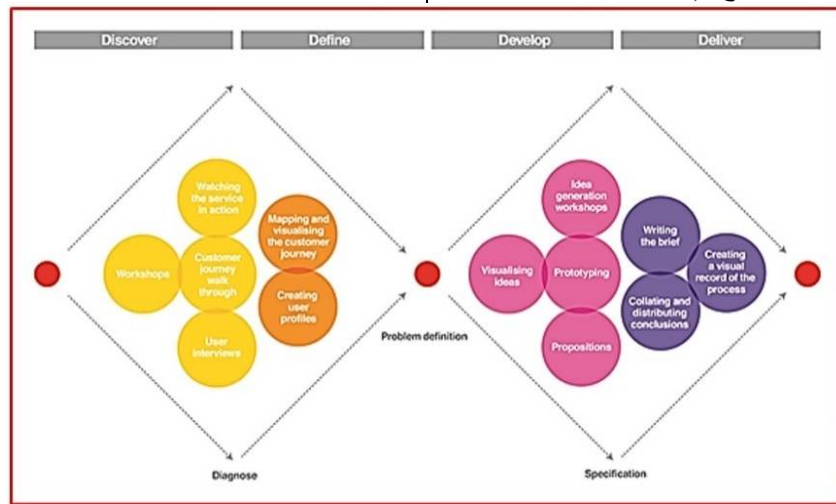 Discover
Define
Develop
Deliver
Watching
the service
in action
Workshops
Customer
journey
walk
through
User
interviews
Mapping and
visualising
the customer
journey
Creating
user
profiles
Problem definition
Diagnose
Idea
generation
workshops
Visualising
Ideas
Prototyping
Propositions
Writing
the brief
Creating
a visual
record of the
process
Collating and
distributing
conclusions
Specification